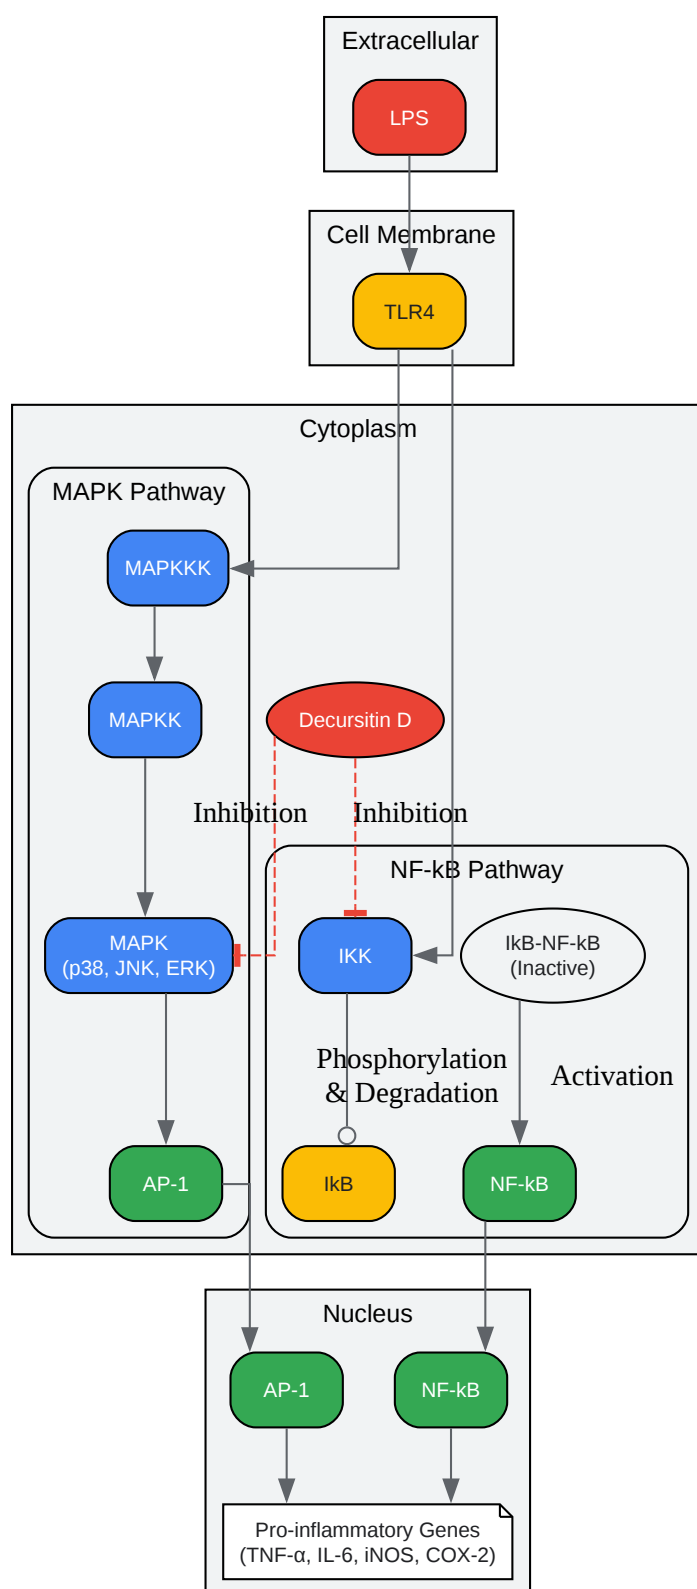 Extracellular
LPS
Cell Membrane
TLR4
Cytoplasm
MAPK Pathway
MAPKKK
MAPKK
Decursitin D
Inhibition
Inhibition
NF-kB Pathway
MAPK
(p38, JNK, ERK)
IKK
IkB-NF-kB
(Inactive)
Phosphorylation
& Degradation
Activation
AP-1
IkB
NF-kB
Nucleus
AP-1
NF-kB
Pro-inflammatory Genes
(TNF-α, IL-6, iNOS, COX-2)